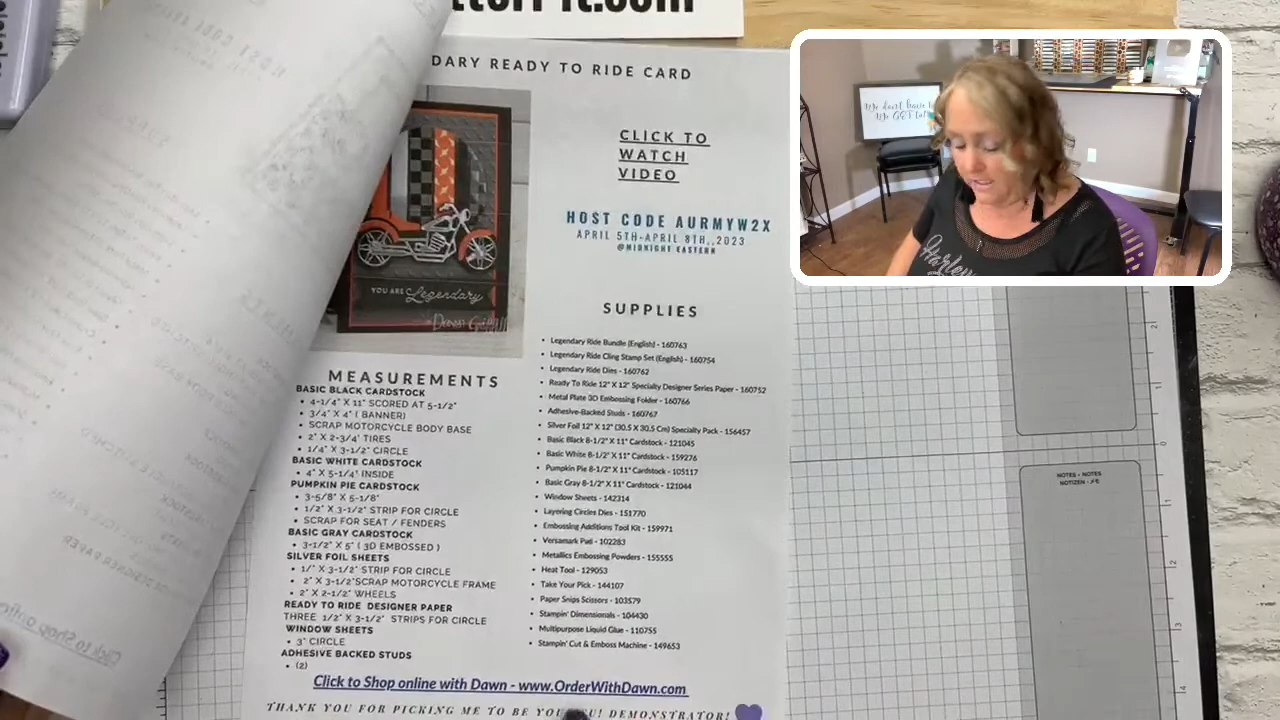 DARY READY TO RIDE CARD
CLICK TO
WATCH
VIDEO
HOST CODE AURMYW2X
APRIL 5TH-APRIL 8TH,,2023
@MIDNIGHT EASTERN
YOU ARE Legendary
SUPPLIES
• Legendary Ride Bundle (English) - 160763
• Legendary Ride Cling Stamp Set (English) - 160754
• Legendary Ride Dies - 160762
• Ready To Ride 12" X 12" Specialty Designer Series Paper - 160752
• Metal Plate 3D Embossing Folder - 160766
• Adhesive-Backed Studs - 160767
• Silver Foil 12" X 12" (30.5 X 30.5 Cm) Specialty Pack - 156457
• Basic Black 8-1/2" X 11" Cardstock - 121045
• Basic White 8-1/2" X 11" Cardstock - 159276
• Pumpkin Pie 8-1/2" X 11" Cardstock - 105117
• Basic Gray 8-1/2" X 11" Cardstock - 121044
• Window Sheets - 142314
• Layering Circles Dies - 151770
• Embossing Additions Tool Kit - 159971
• Versamark Pad - 102283
• Metallics Embossing Powders - 155555
• Heat Tool - 129053
• Take Your Pick - 144107
• Paper Snips Scissors - 103579
• Stampin' Dimensionals - 104430
• Multipurpose Liquid Glue - 110755
• Stampin' Cut & Emboss Machine - 149653
MEASUREMENTS
BASIC BLACK CARDSTOCK
• 4-1/4" X 11" SCORED AT 5-1/2"
• 3/4" X 4" ( BANNER)
• SCRAP MOTORCYCLE BODY BASE
• 2" X 2-3/4" TIRES
• 1/4" X 3-1/2" CIRCLE
BASIC WHITE CARDSTOCK
• 4" X 5-1/4" INSIDE
PUMPKIN PIE CARDSTOCK
• 3-5/8" X 5-1/8"
• 1/2" X 3-1/2" STRIP FOR CIRCLE
• SCRAP FOR SEAT / FENDERS
BASIC GRAY CARDSTOCK
• 3-1/2" X 5" ( 3D EMBOSSED )
SILVER FOIL SHEETS
• 1/" X 3-1/2" STRIP FOR CIRCLE
• 2" X 3-1/2"SCRAP MOTORCYCLE FRAME
• 2" X 2-1/2" WHEELS
READY TO RIDE DESIGNER PAPER
THREE 1/2" X 3-1/2" STRIPS FOR CIRCLE
WINDOW SHEETS
• 3" CIRCLE
ADHESIVE BACKED STUDS
• (2)
Click to Shop online with Dawn - www.OrderWithDawn.com
THANK YOU FOR PICKING ME TO BE YOU SU! DEMONSTRATOR!
NOTES - NOTES
NOTIZEN -